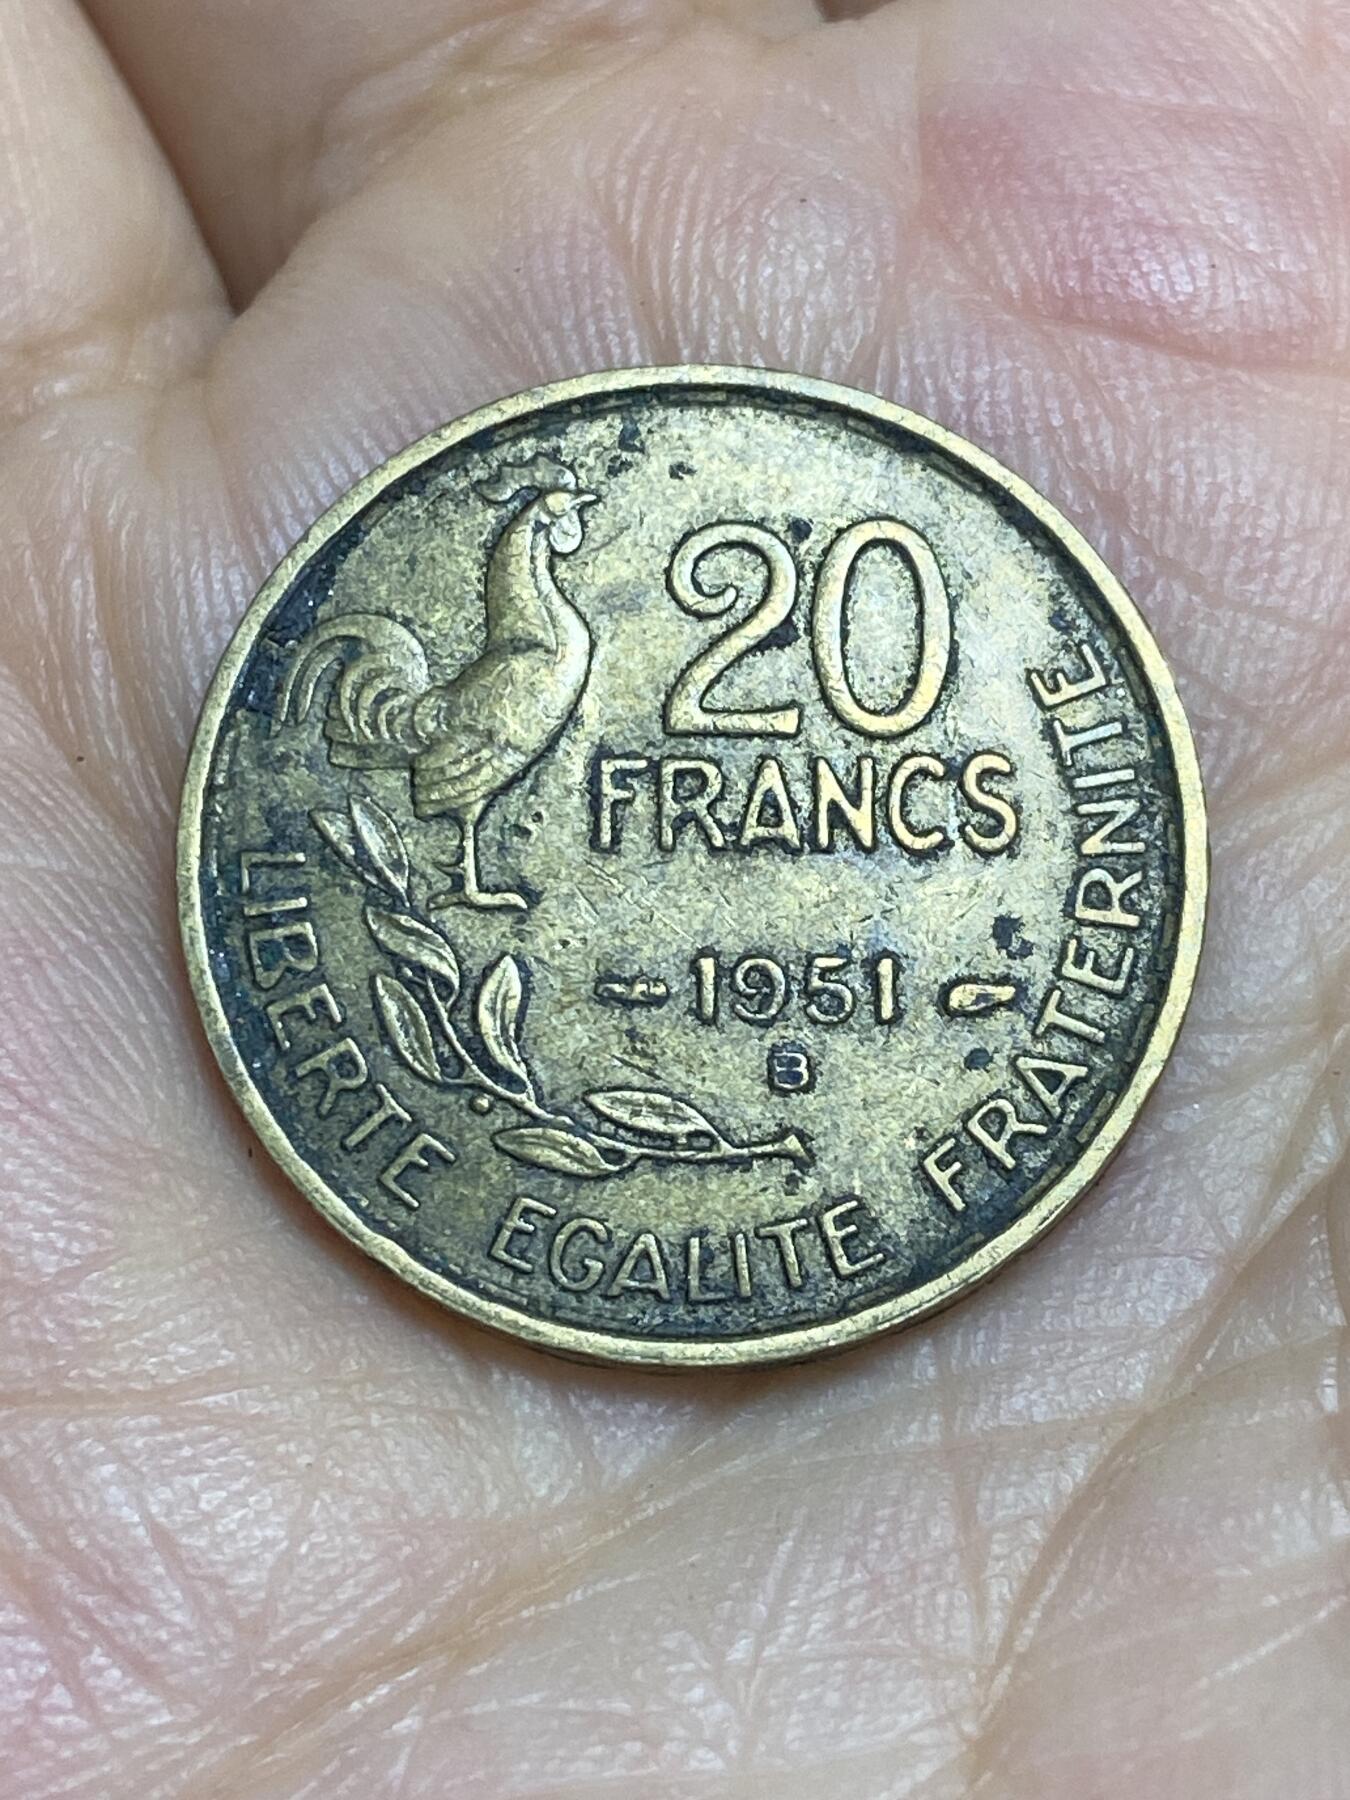 20
FRANCS
1951
B
LIBERTE EGALITE FRATERNITE